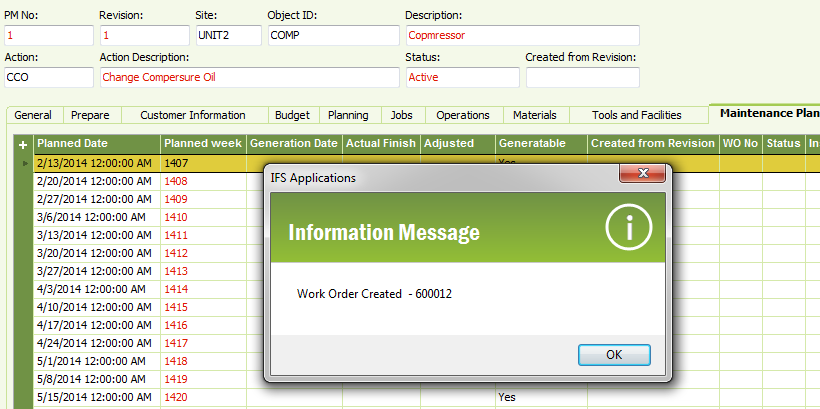 PM No: Revision: Site: Object ID: Description:
1 1 UNIT2 COMP Copmressor
Action: Action Description: Status: Created from Revision:
CCO Change Compersure Oil Active
General Prepare Customer Information Budget Planning Jobs Operations Materials Tools and Facilities Maintenance Plan
+ Planned Date Planned week Generation Date Actual Finish Adjusted Generatable Created from Revision WO No Status In
2/13/2014 12:00:00 AM 1407 Yes
2/20/2014 12:00:00 AM 1408
2/27/2014 12:00:00 AM 1409
3/6/2014 12:00:00 AM 1410
3/13/2014 12:00:00 AM 1411
3/20/2014 12:00:00 AM 1412
3/27/2014 12:00:00 AM 1413
4/3/2014 12:00:00 AM 1414
4/10/2014 12:00:00 AM 1415
4/17/2014 12:00:00 AM 1416
4/24/2014 12:00:00 AM 1417
5/1/2014 12:00:00 AM 1418
5/8/2014 12:00:00 AM 1419
5/15/2014 12:00:00 AM 1420 Yes
IFS Applications
Information Message
Work Order Created - 600012
OK